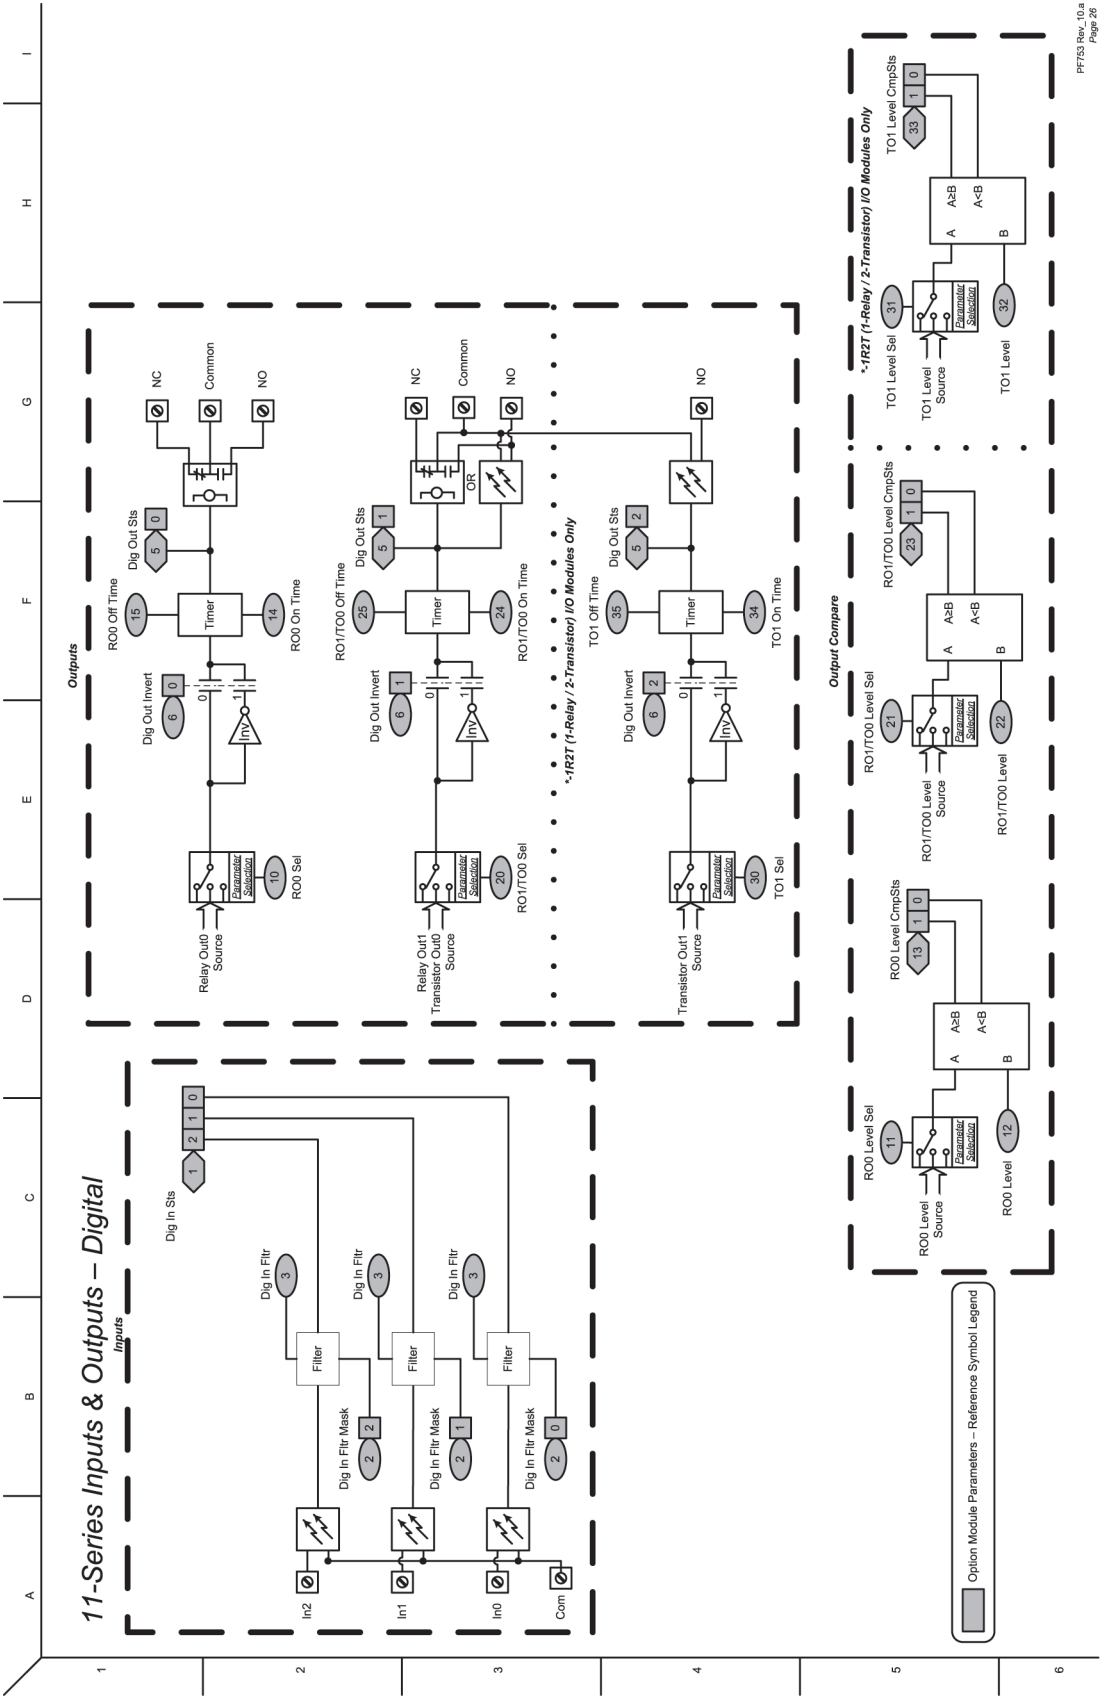 A
B
C
D
E
F
G
H
I
1
2
3
4
5
6
11-Series Inputs & Outputs – Digital
Inputs
In2
In1
In0
Com
Dig In Fltr Mask
2
2
Filter
Dig In Fltr
3
Dig In Fltr Mask
2
1
Filter
Dig In Fltr
3
Dig In Fltr Mask
2
0
Filter
Dig In Fltr
3
Dig In Sts
1
2
1
0
Outputs
Relay Out0
Source
Parameter
Selection
10
RO0 Sel
Inv
Dig Out Invert
6
0
0
1
RO0 Off Time
15
Timer
14
RO0 On Time
Dig Out Sts
5
0
NC
Common
NO
Relay Out1
Transistor Out0
Source
Parameter
Selection
20
RO1/TO0 Sel
Inv
Dig Out Invert
6
1
0
1
RO1/TO0 Off Time
25
Timer
24
RO1/TO0 On Time
Dig Out Sts
5
1
OR
NC
Common
NO
*-1R2T (1-Relay / 2-Transistor) I/O Modules Only
Transistor Out1
Source
Parameter
Selection
30
TO1 Sel
Inv
Dig Out Invert
6
2
0
1
TO1 Off Time
35
Timer
34
TO1 On Time
Dig Out Sts
5
2
NO
Output Compare
RO0 Level
Source
RO0 Level Sel
11
Parameter
Selection
12
RO0 Level
A
B
A≥B
A<B
RO0 Level CmpSts
13
1
0
RO1/TO0 Level
Source
RO1/TO0 Level Sel
21
Parameter
Selection
22
RO1/TO0 Level
A
B
A≥B
A<B
RO1/TO0 Level CmpSts
23
1
0
*-1R2T (1-Relay / 2-Transistor) I/O Modules Only
TO1 Level
Source
TO1 Level Sel
31
Parameter
Selection
32
TO1 Level
A
B
A≥B
A<B
TO1 Level CmpSts
33
1
0
Option Module Parameters – Reference Symbol Legend
PF753 Rev_10.a
Page 26